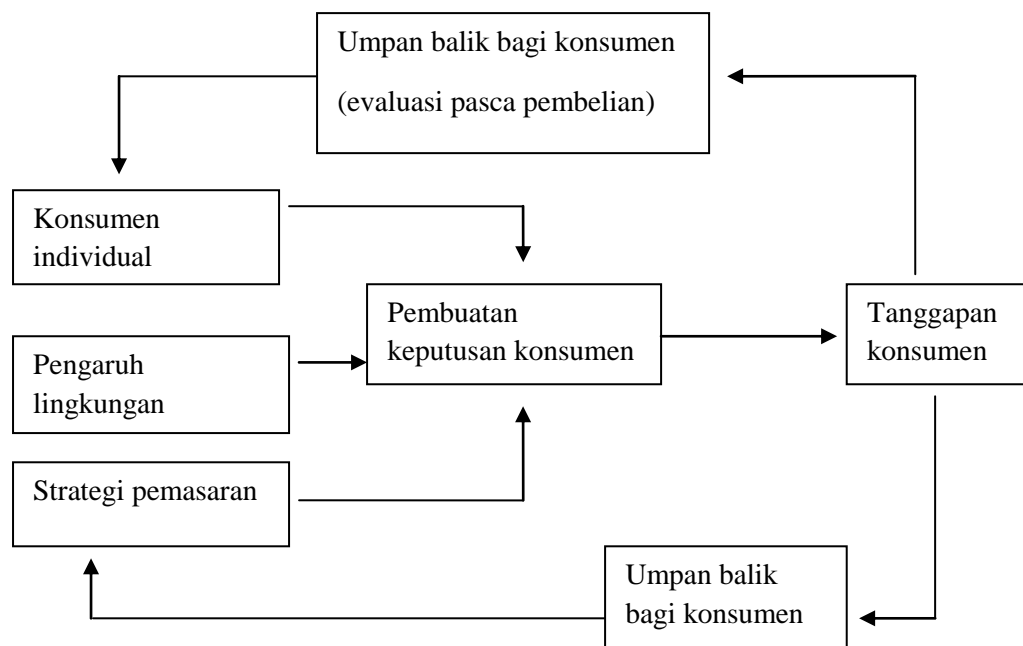 Umpan balik bagi konsumen
(evaluasi pasca pembelian)
Konsumen
individual
Pembuatan
keputusan konsumen
Tanggapan
konsumen
Pengaruh
lingkungan
Strategi pemasaran
Umpan balik
bagi konsumen